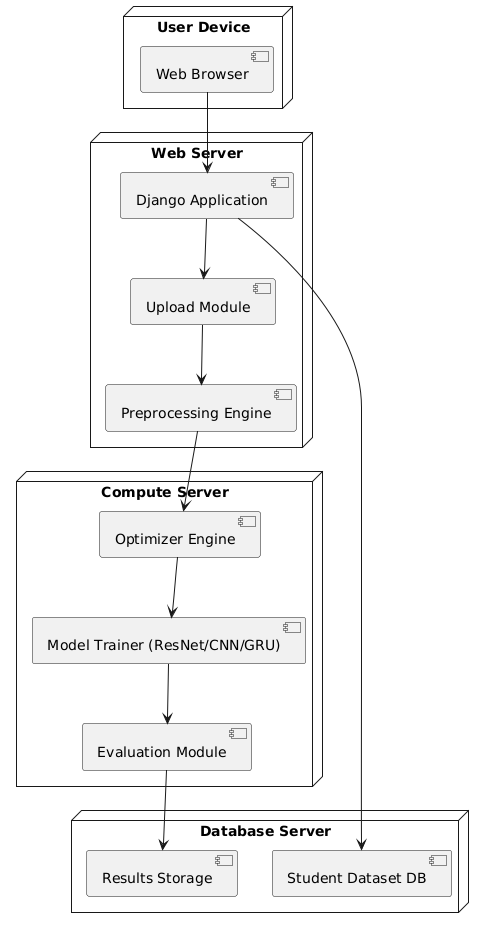 User Device
Web Browser
Web Server
Django Application
Upload Module
Preprocessing Engine
Compute Server
Optimizer Engine
Model Trainer (ResNet/CNN/GRU)
Evaluation Module
Database Server
Results Storage
Student Dataset DB